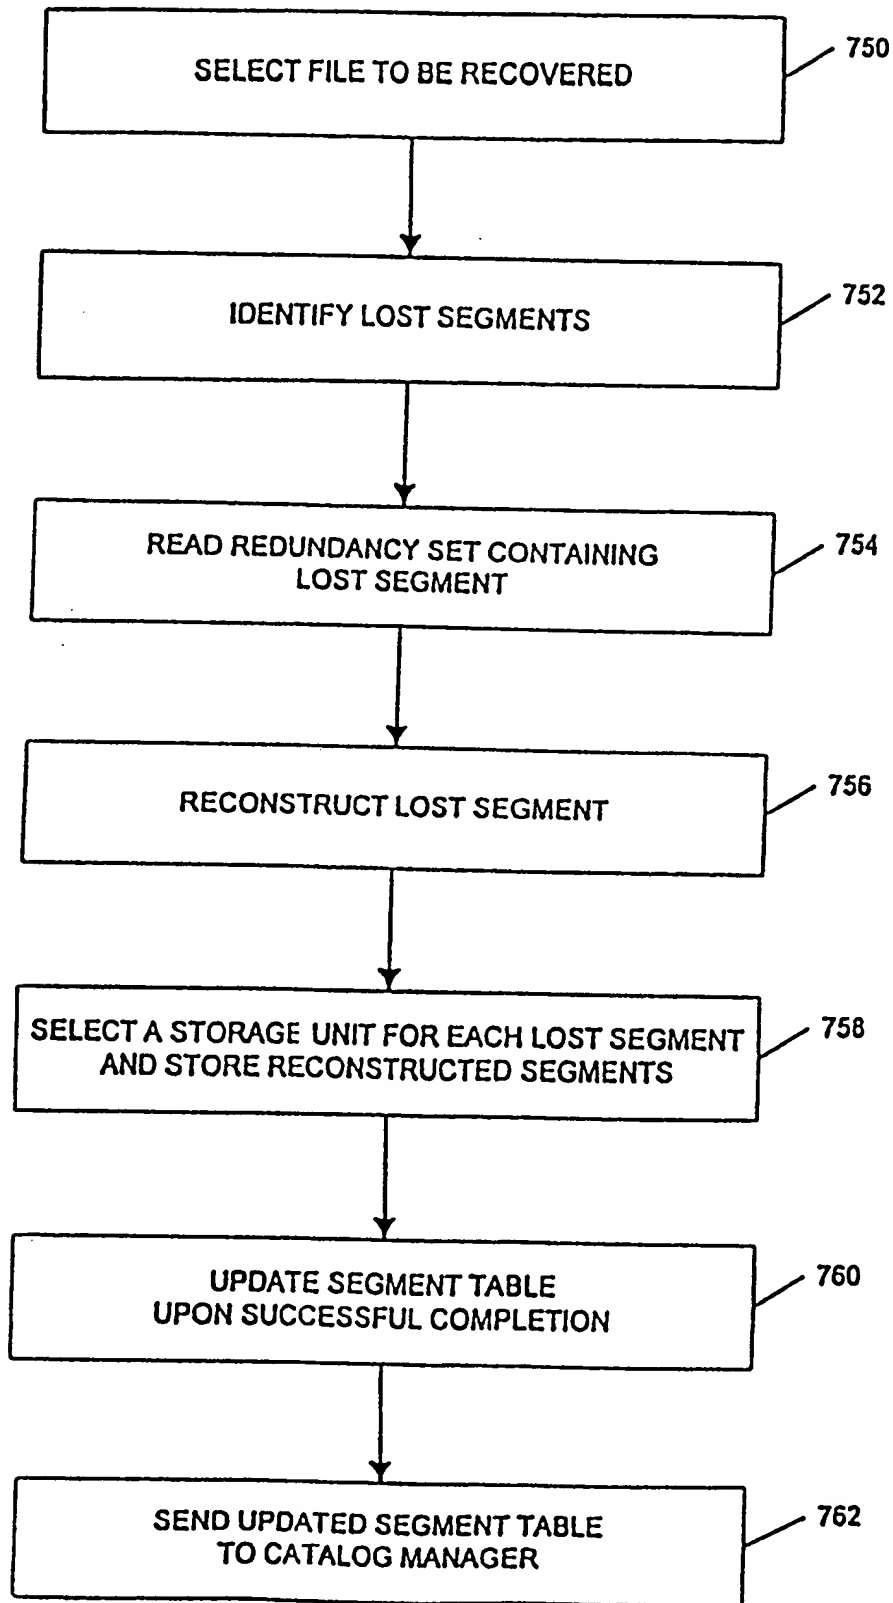 SELECT FILE TO BE RECOVERED
750
IDENTIFY LOST SEGMENTS
752
READ REDUNDANCY SET CONTAINING
LOST SEGMENT
754
RECONSTRUCT LOST SEGMENT
756
SELECT A STORAGE UNIT FOR EACH LOST SEGMENT
AND STORE RECONSTRUCTED SEGMENTS
758
UPDATE SEGMENT TABLE
UPON SUCCESSFUL COMPLETION
760
SEND UPDATED SEGMENT TABLE
TO CATALOG MANAGER
762